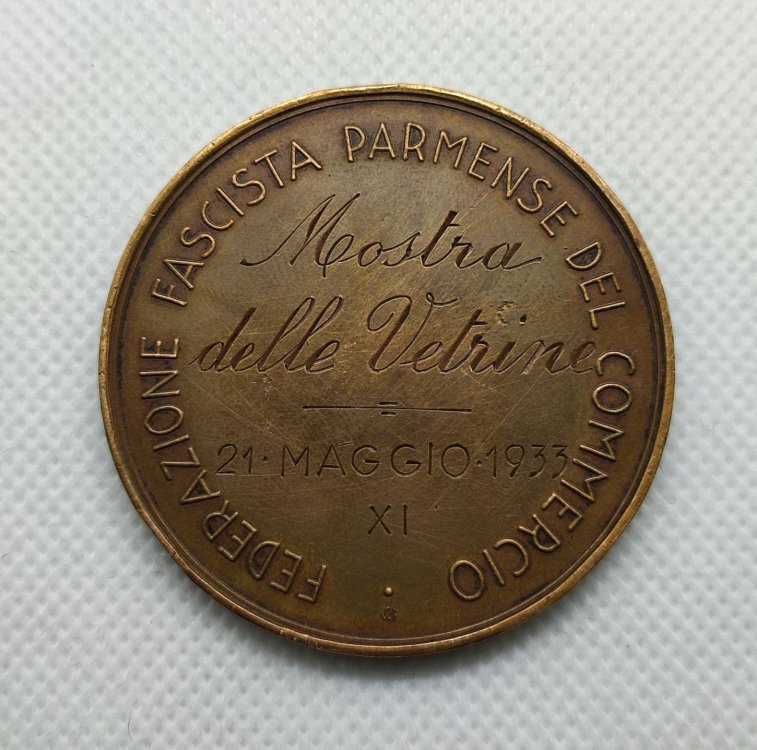 FEDERAZIONE FASCISTA PARMENSE DEL COMMERCIO
Mostra
delle Vetrine
21 · MAGGIO · 1933
XI